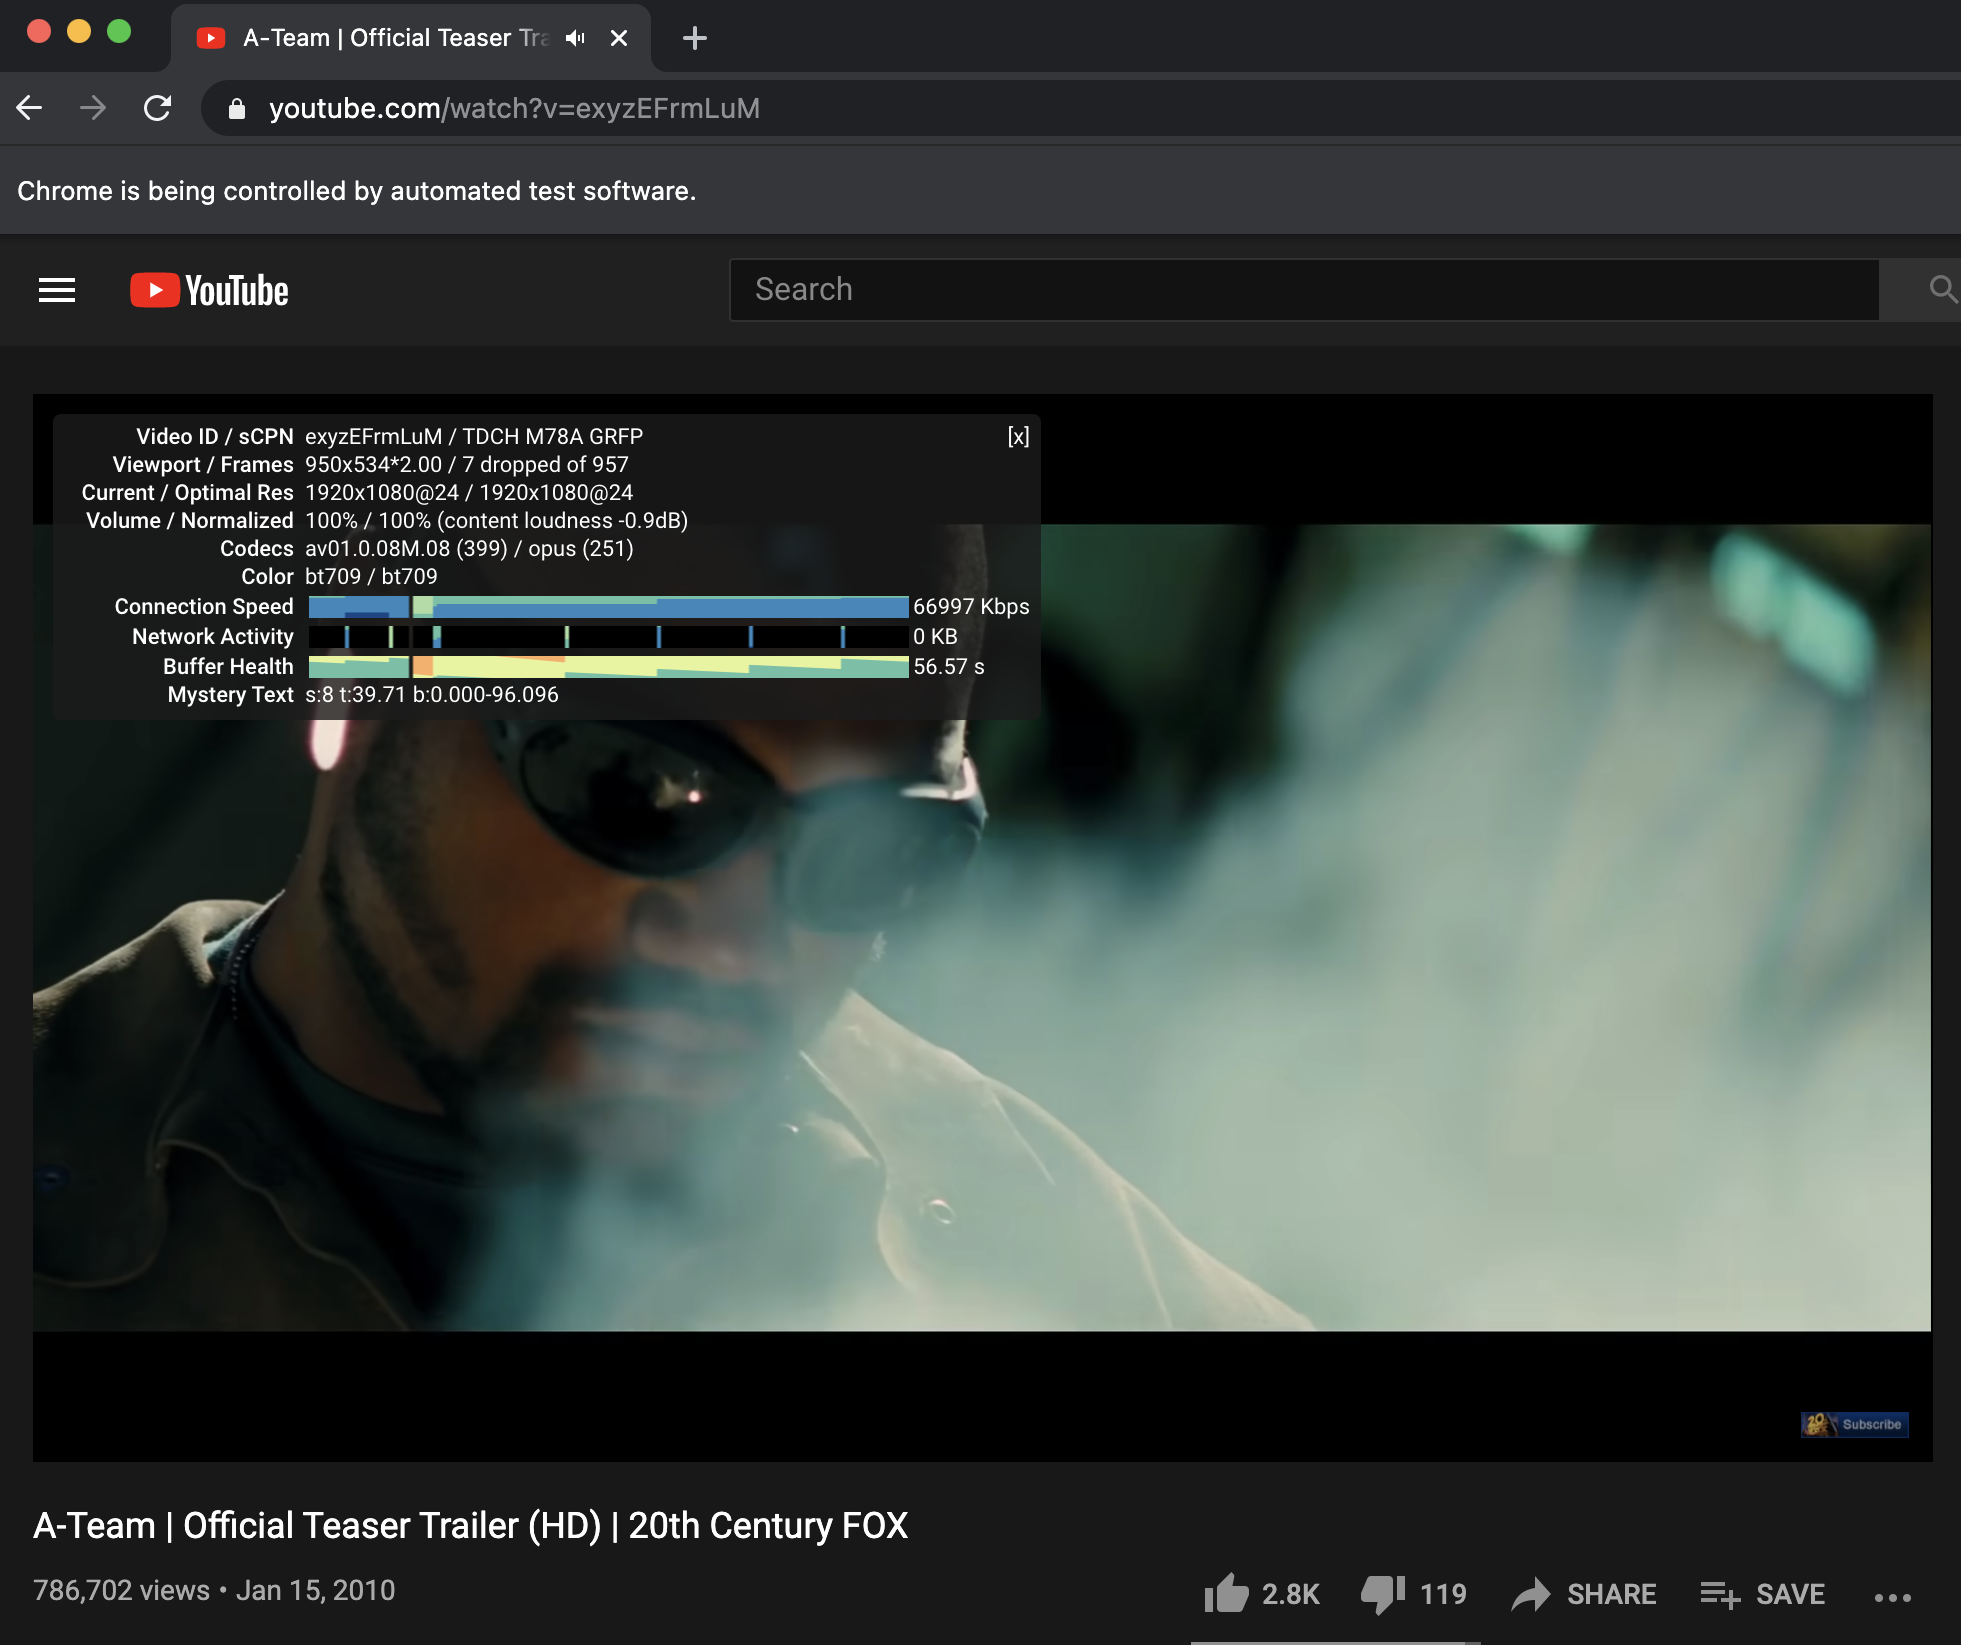 A-Team | Official Teaser Tra
youtube.com/watch?v=exyzEFrmLuM
Chrome is being controlled by automated test software.
YouTube
Search
Video ID / sCPN exyzEFrmLuM / TDCH M78A GRFP [x]
Viewport / Frames 950x534*2.00 / 7 dropped of 957
Current / Optimal Res 1920x1080@24 / 1920x1080@24
Volume / Normalized 100% / 100% (content loudness -0.9dB)
Codecs av01.0.08M.08 (399) / opus (251)
Color bt709 / bt709
Connection Speed 66997 Kbps
Network Activity 0 KB
Buffer Health 56.57 s
Mystery Text s:8 t:39.71 b:0.000-96.096
20 Subscribe
A-Team | Official Teaser Trailer (HD) | 20th Century FOX
786,702 views • Jan 15, 2010
2.8K 119 SHARE SAVE